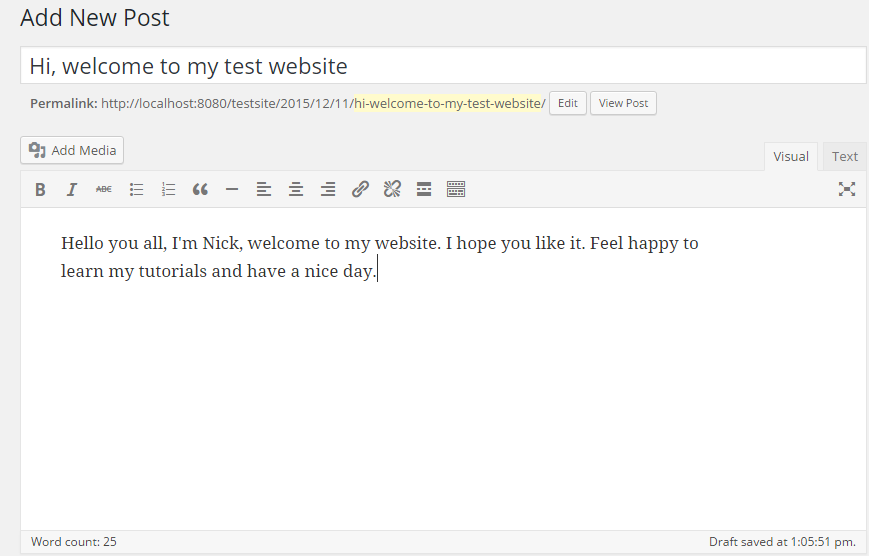 Add New Post
Hi, welcome to my test website
Permalink: http://localhost:8080/testsite/2015/12/11/hi-welcome-to-my-test-website/ Edit View Post
Add Media
Visual Text
B I ABC
Hello you all, I'm Nick, welcome to my website. I hope you like it. Feel happy to
learn my tutorials and have a nice day.
Word count: 25 Draft saved at 1:05:51 pm.